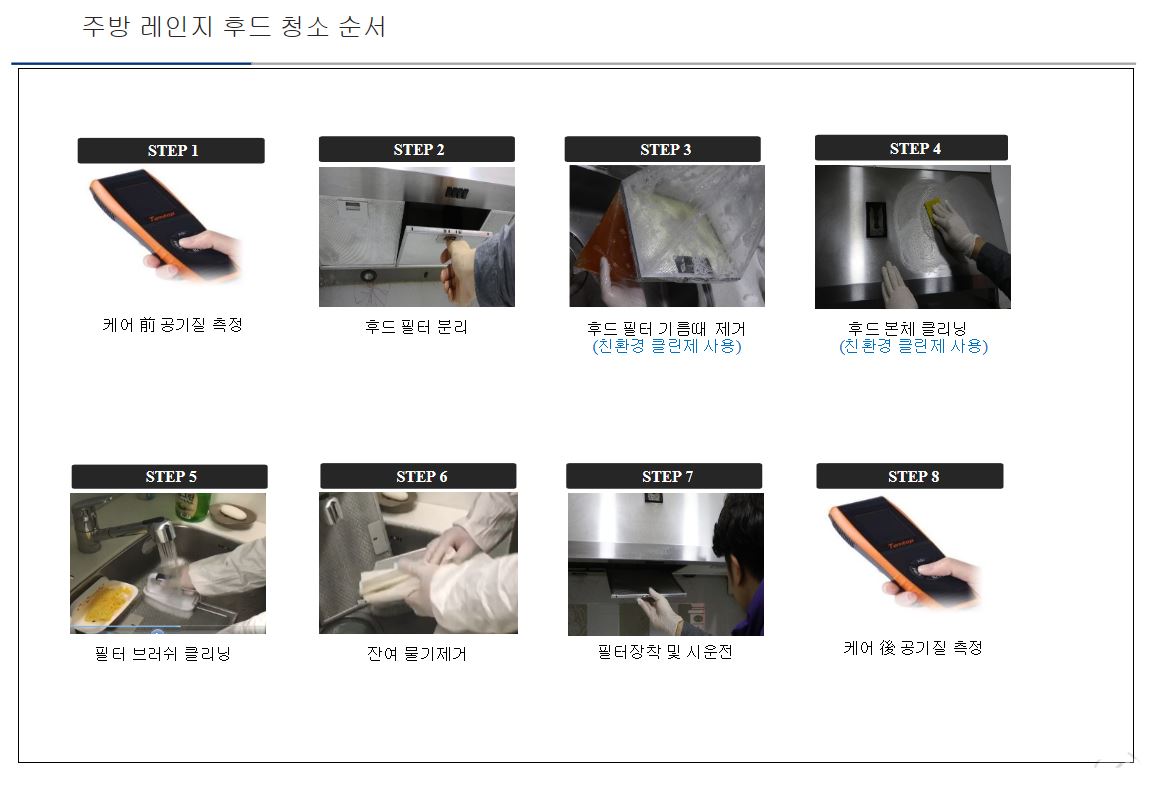 주방 레인지 후드 청소 순서
STEP 1
STEP 2
STEP 3
STEP 4
케어 前 공기질 측정
후드 필터 분리
후드 필터 기름때 제거
(친환경 클린제 사용)
후드 본체 클리닝
(친환경 클린제 사용)
STEP 5
STEP 6
STEP 7
STEP 8
필터 브러쉬 클리닝
잔여 물기제거
필터장착 및 시운전
케어 後 공기질 측정